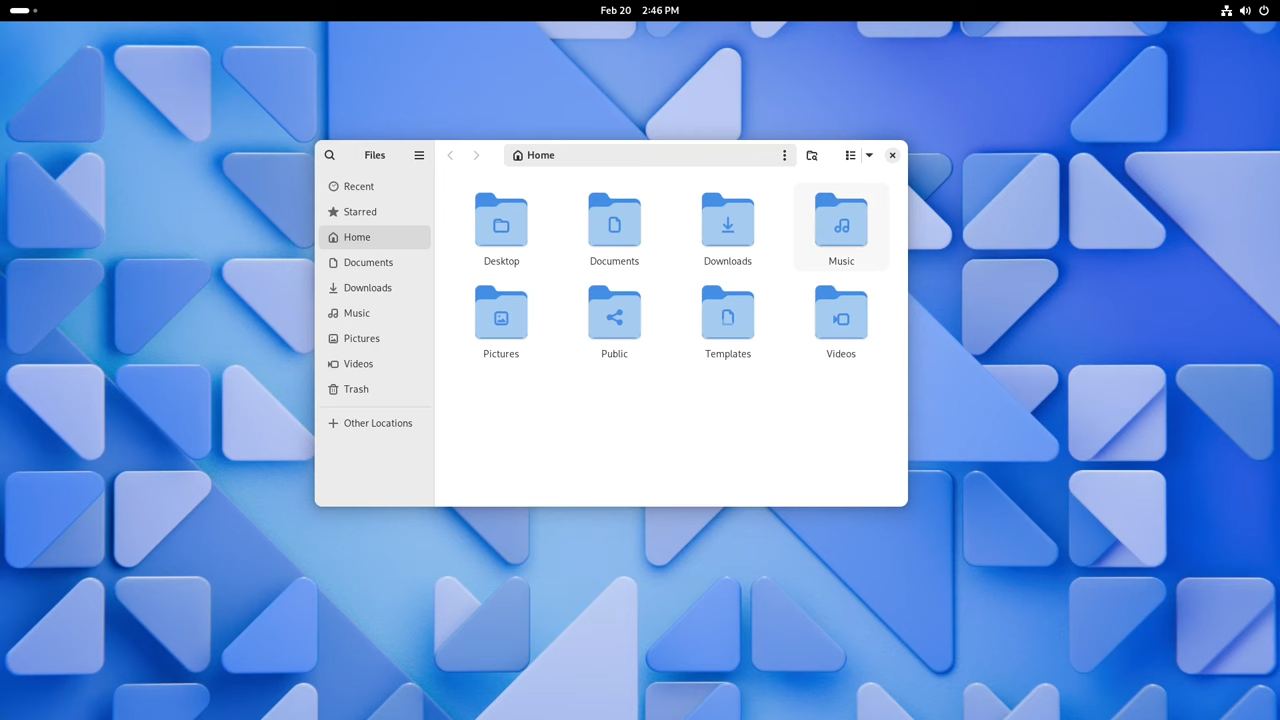 Feb 20 2:46 PM
Files
Home
Recent
Starred
Home
Documents
Downloads
Music
Pictures
Videos
Trash
Other Locations
Desktop
Documents
Downloads
Music
Pictures
Public
Templates
Videos